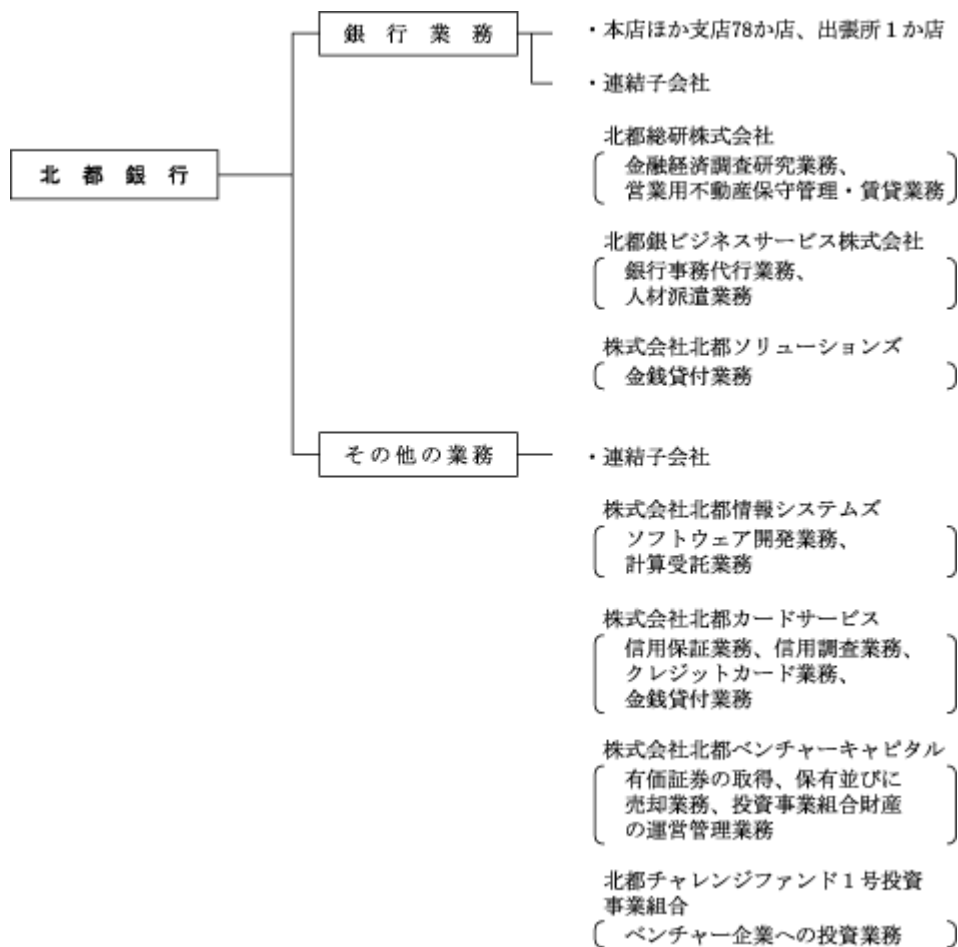 銀行業務
・本店ほか支店78か店、出張所１か店
・連結子会社
北都銀行
北都総研株式会社
金融経済調査研究業務、
営業用不動産保守管理・賃貸業務
北都銀ビジネスサービス株式会社
銀行事務代行業務、
人材派遣業務
株式会社北都ソリューションズ
金銭貸付業務
その他の業務
・連結子会社
株式会社北都情報システムズ
ソフトウェア開発業務、
計算受託業務
株式会社北都カードサービス
信用保証業務、信用調査業務、
クレジットカード業務、
金銭貸付業務
株式会社北都ベンチャーキャピタル
有価証券の取得、保有並びに
売却業務、投資事業組合財産
の運営管理業務
北都チャレンジファンド１号投資
事業組合
ベンチャー企業への投資業務